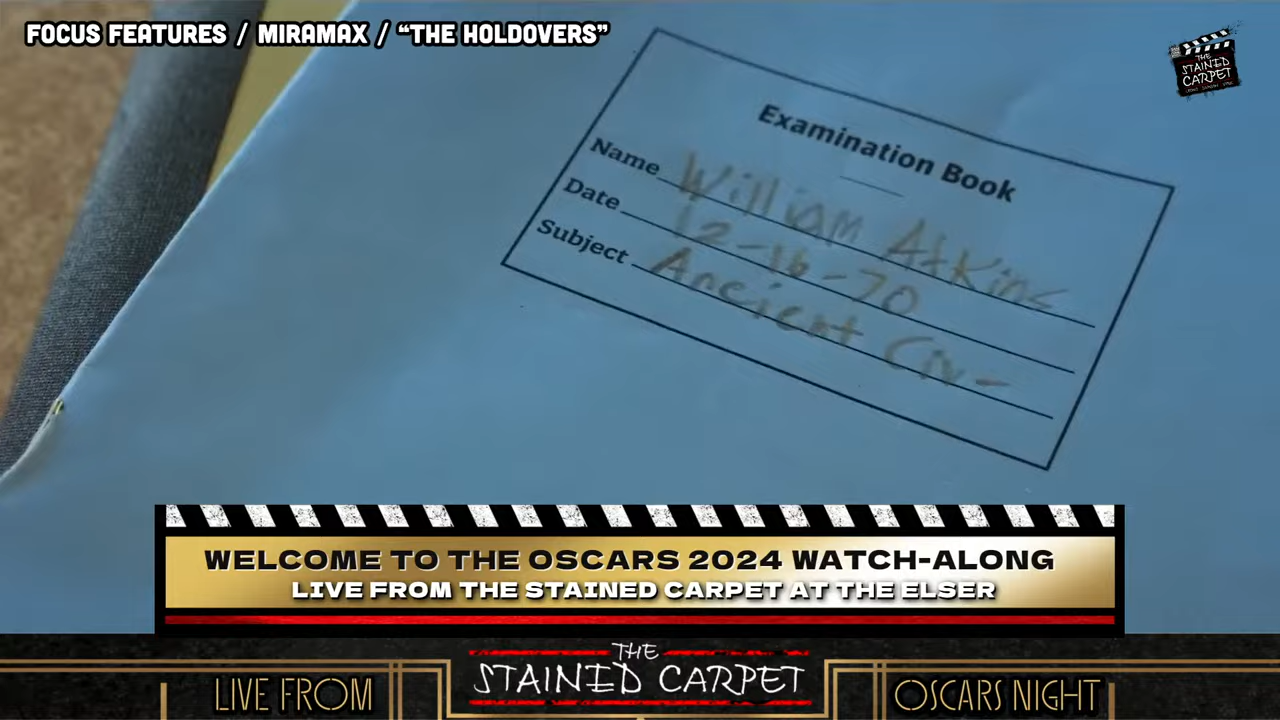 FOCUS FEATURES / MIRAMAX / “THE HOLDOVERS”
THE
STAINED
CARPET
Examination Book
Name William Atkins
Date 12-16-70
Subject Ancient Civ-
WELCOME TO THE OSCARS 2024 WATCH-ALONG
LIVE FROM THE STAINED CARPET AT THE ELSER
THE
LIVE FROM STAINED CARPET OSCARS NIGHT